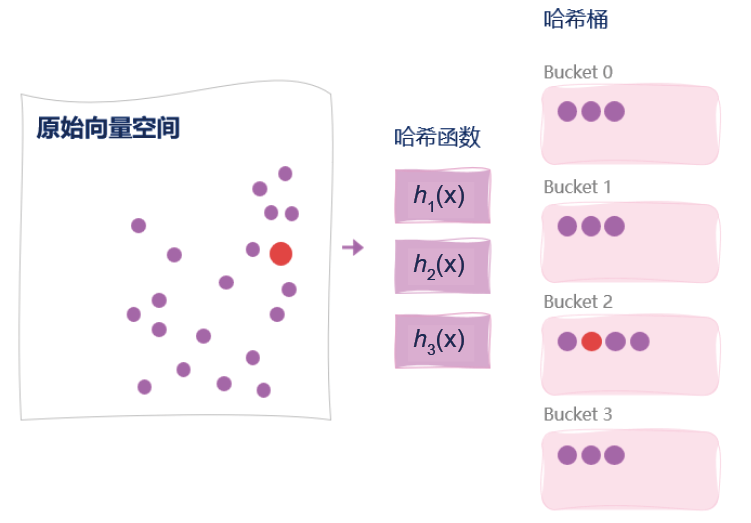 原始向量空间
哈希函数
h₁(x)
h₂(x)
h₃(x)
哈希桶
Bucket 0
Bucket 1
Bucket 2
Bucket 3